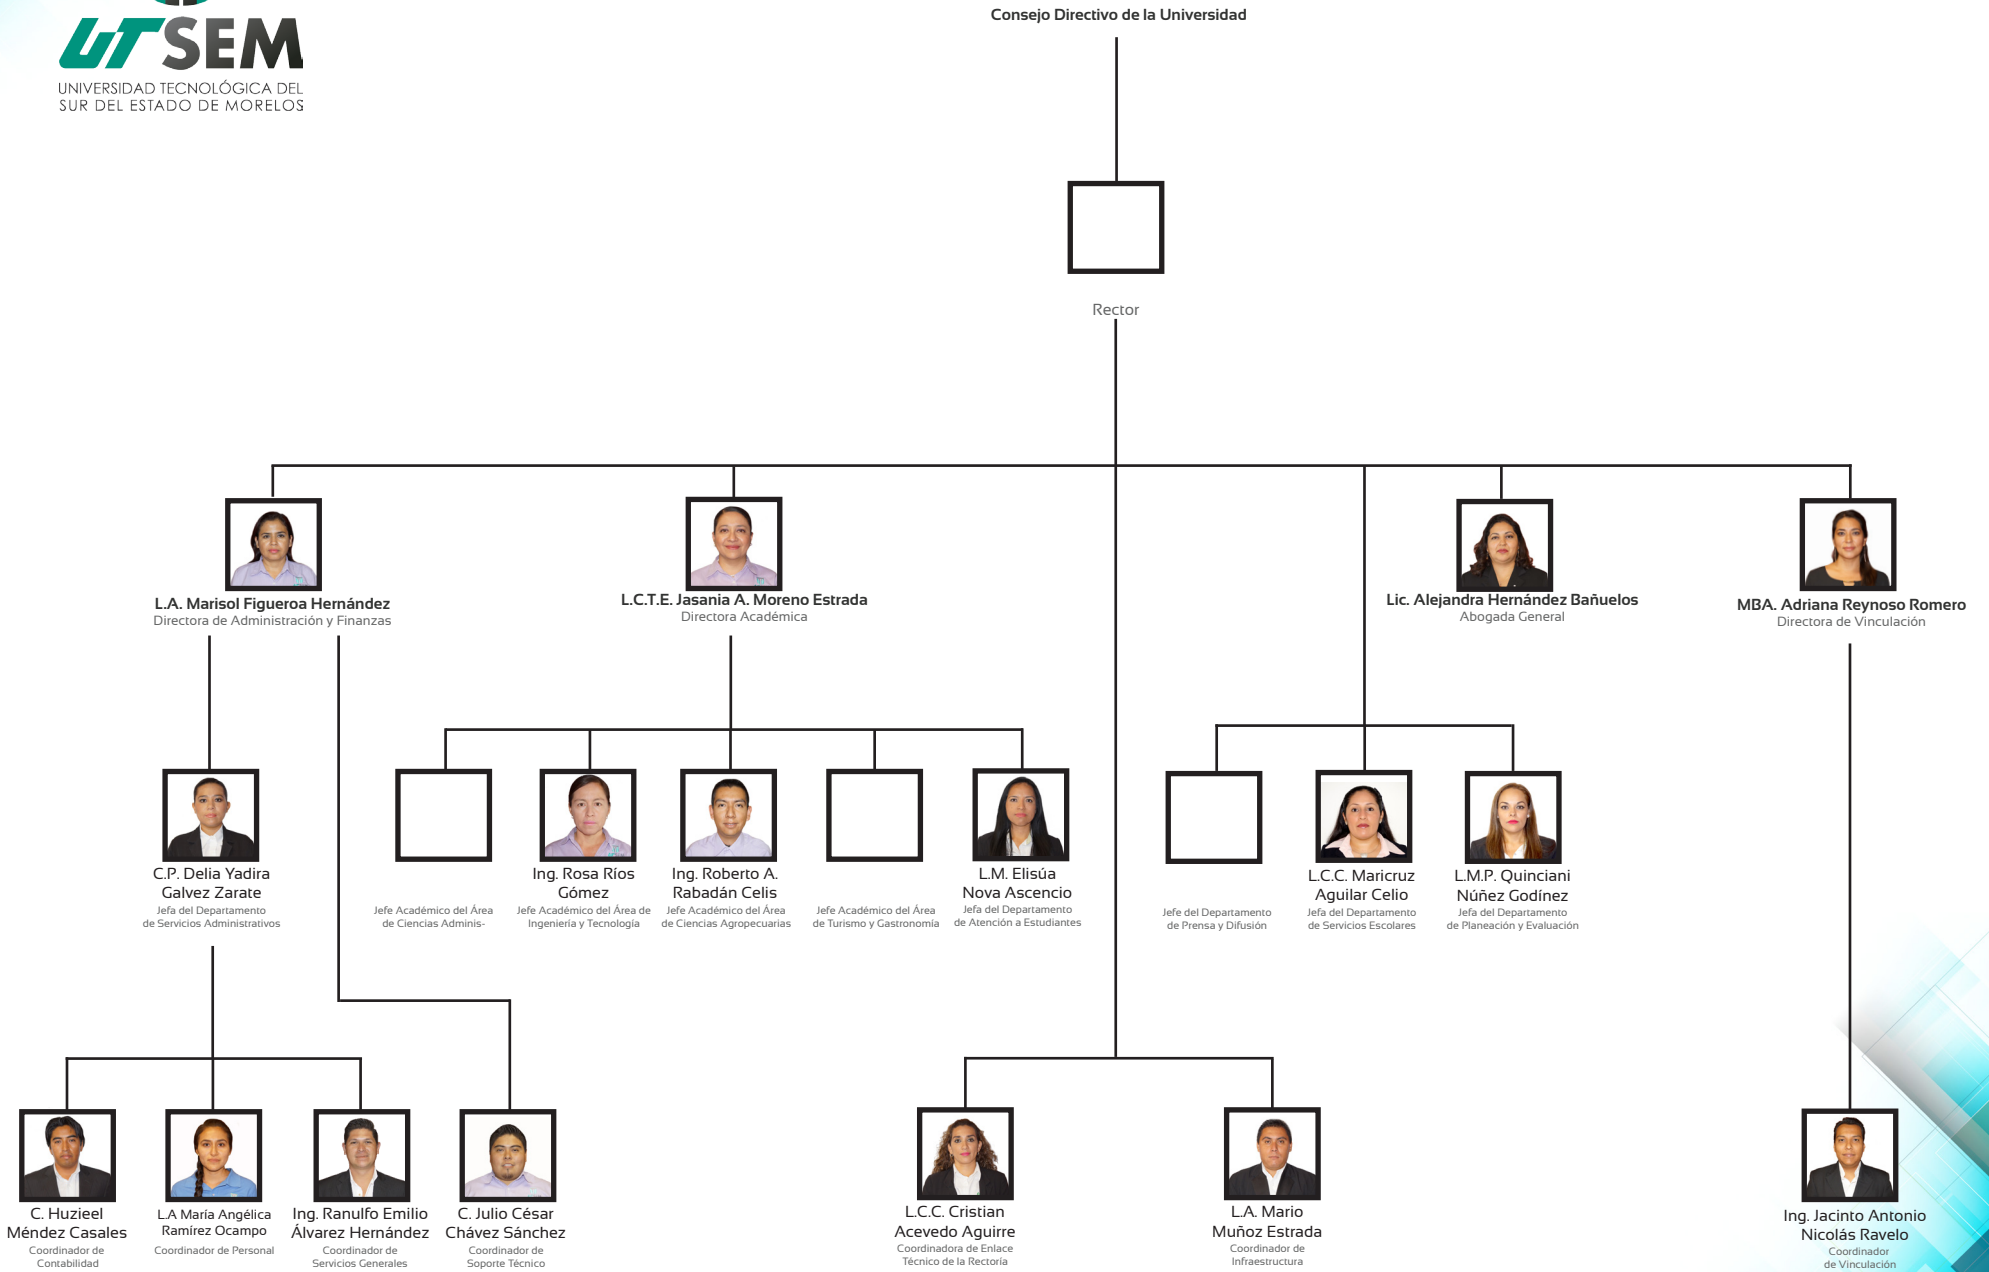 Consejo Directivo de la Universidad
UTSEM
UNIVERSIDAD TECNOLÓGICA DEL
SUR DEL ESTADO DE MORELOS
Rector
L.A. Marisol Figueroa Hernández
Directora de Administración y Finanzas
L.C.T.E. Jasania A. Moreno Estrada
Directora Académica
Lic. Alejandra Hernández Bañuelos
Abogada General
MBA. Adriana Reynoso Romero
Directora de Vinculación
C.P. Delia Yadira
Galvez Zarate
Jefa del Departamento
de Servicios Administrativos
Jefe Académico del Área
de Ciencias Adminis-
Ing. Rosa Ríos
Gómez
Jefe Académico del Área de
Ingeniería y Tecnología
Ing. Roberto A.
Rabadán Celis
Jefe Académico del Área
de Ciencias Agropecuarias
Jefe Académico del Área
de Turismo y Gastronomía
L.M. Elisúa
Nova Ascencio
Jefa del Departamento
de Atención a Estudiantes
Jefe del Departamento
de Prensa y Difusión
L.C.C. Maricruz
Aguilar Celio
Jefa del Departamento
de Servicios Escolares
L.M.P. Quinciani
Núñez Godínez
Jefa del Departamento
de Planeación y Evaluación
C. Huzieel
Méndez Casales
Coordinador de
Contabilidad
L.A María Angélica
Ramírez Ocampo
Coordinador de Personal
Ing. Ranulfo Emilio
Álvarez Hernández
Coordinador de
Servicios Generales
C. Julio César
Chávez Sánchez
Coordinador de
Soporte Técnico
L.C.C. Cristian
Acevedo Aguirre
Coordinadora de Enlace
Técnico de la Rectoría
L.A. Mario
Muñoz Estrada
Coordinador de
Infraestructura
Ing. Jacinto Antonio
Nicolás Ravelo
Coordinador
de Vinculación